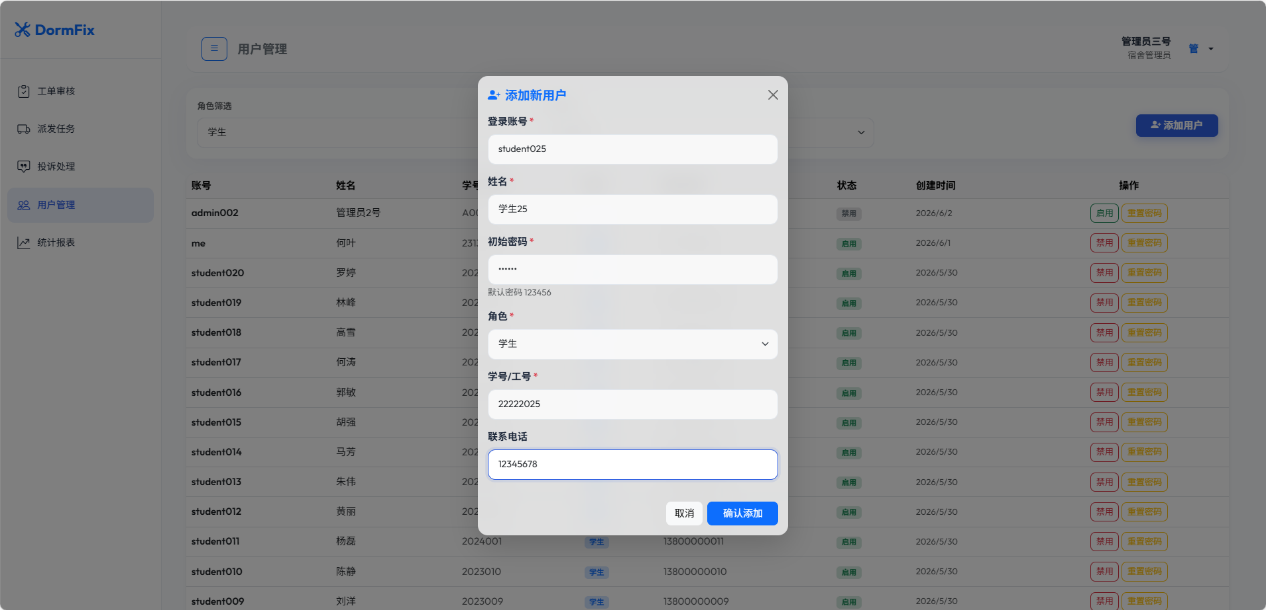 DormFix
工单审核
派发任务
投诉处理
用户管理
统计报表
用户管理
管理员三号
宿舍管理员
管
角色筛选
学生
添加用户
添加新用户
登录账号*
student025
姓名*
学生25
初始密码*
••••••
默认密码 123456
角色*
学生
学号/工号*
22222025
联系电话
12345678
取消 确认添加
账号 姓名 学号 状态 创建时间 操作
admin002 管理员2号 A00 禁用 2026/6/2 启用 重置密码
me 何叶 231 启用 2026/6/1 禁用 重置密码
student020 罗婷 202 启用 2026/5/30 禁用 重置密码
student019 林峰 202 启用 2026/5/30 禁用 重置密码
student018 高雪 202 启用 2026/5/30 禁用 重置密码
student017 何涛 202 启用 2026/5/30 禁用 重置密码
student016 郭敏 202 启用 2026/5/30 禁用 重置密码
student015 胡强 202 启用 2026/5/30 禁用 重置密码
student014 马芳 202 启用 2026/5/30 禁用 重置密码
student013 朱伟 202 启用 2026/5/30 禁用 重置密码
student012 黄丽 202 启用 2026/5/30 禁用 重置密码
student011 杨磊 2024001 学生 13800000011 启用 2026/5/30 禁用 重置密码
student010 陈静 2023010 学生 13800000010 启用 2026/5/30 禁用 重置密码
student009 刘洋 2023009 学生 13800000009 启用 2026/5/30 禁用 重置密码